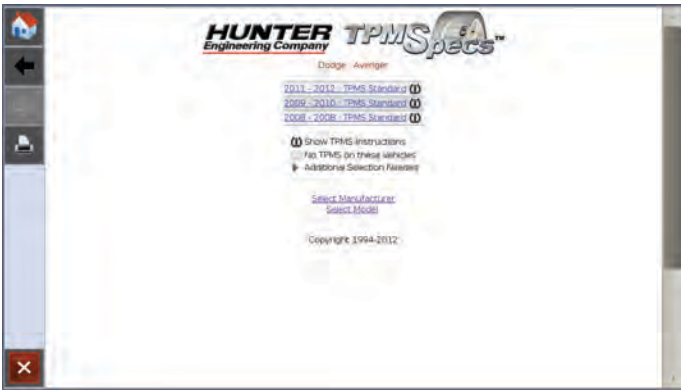 HUNTER
Engineering Company
TPMSpecs™
Dodge Avenger
2011 - 2012 : TPMS Standard
2009 - 2010 : TPMS Standard
2008 - 2008 : TPMS Standard
Show TPMS Instructions
No TPMS on these vehicles
Additional Selection Needed
Select Manufacturer
Select Model
Copyright 1994-2012